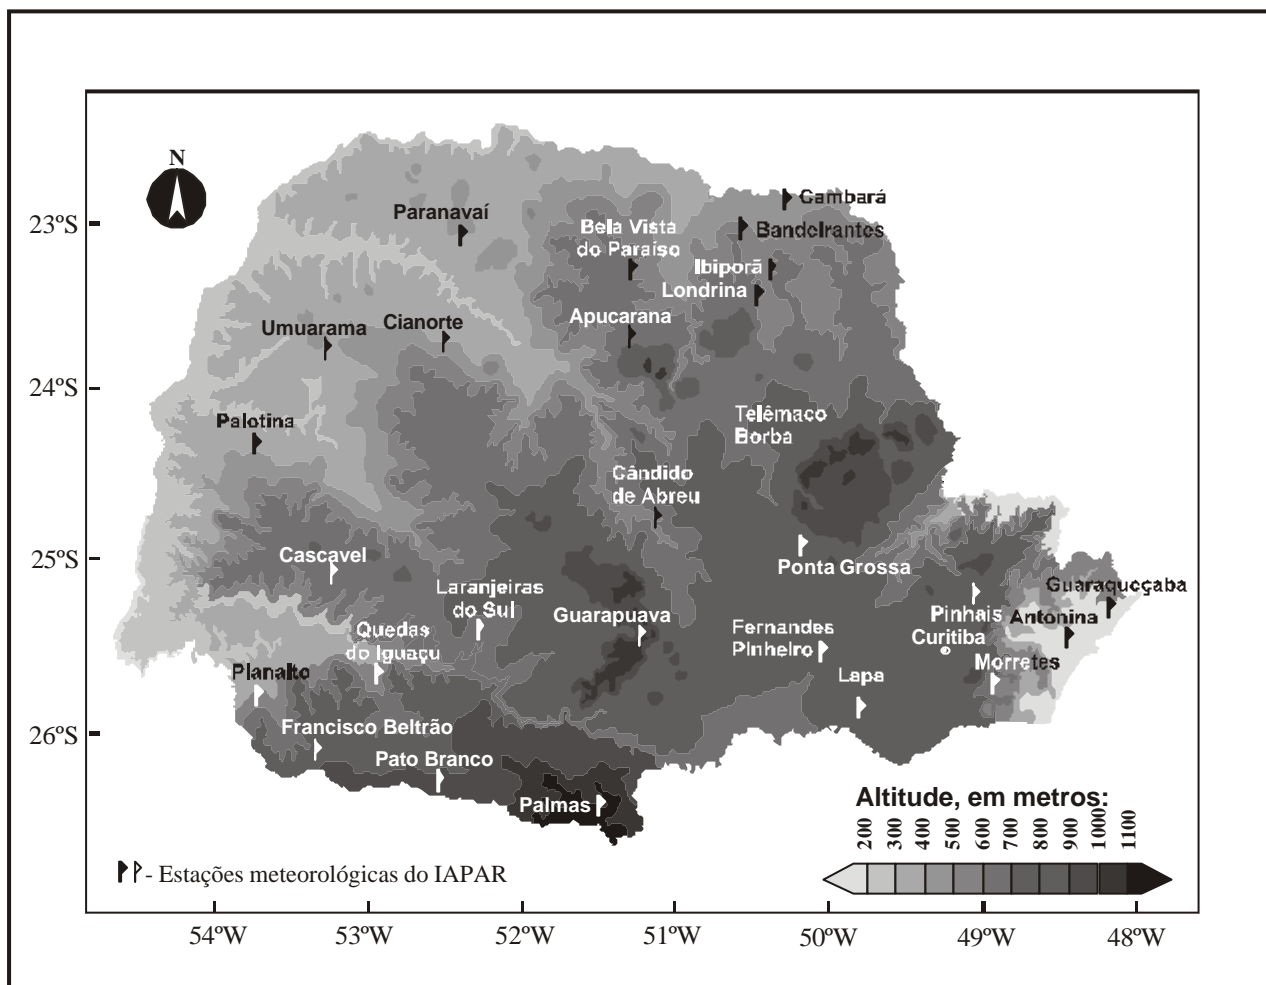 N
23ºS
24ºS
25ºS
26ºS
Paranavaí
Bela Vista
do Paraíso
Cambará
Bandeirantes
Ibiporã
Londrina
Apucarana
Umuarama
Cianorte
Palotina
Telêmaco
Borba
Cândido
de Abreu
Cascavel
Ponta Grossa
Laranjeiras
do Sul
Guarapuava
Guaraqueçaba
Pinhais
Antonina
Curitiba
Quedas
do Iguaçu
Fernandes
Pinheiro
Morretes
Planalto
Lapa
Francisco Beltrão
Pato Branco
Palmas
Altitude, em metros:
200
300
400
500
600
700
800
900
1000
1100
- Estações meteorológicas do IAPAR
54ºW
53ºW
52ºW
51ºW
50ºW
49ºW
48ºW